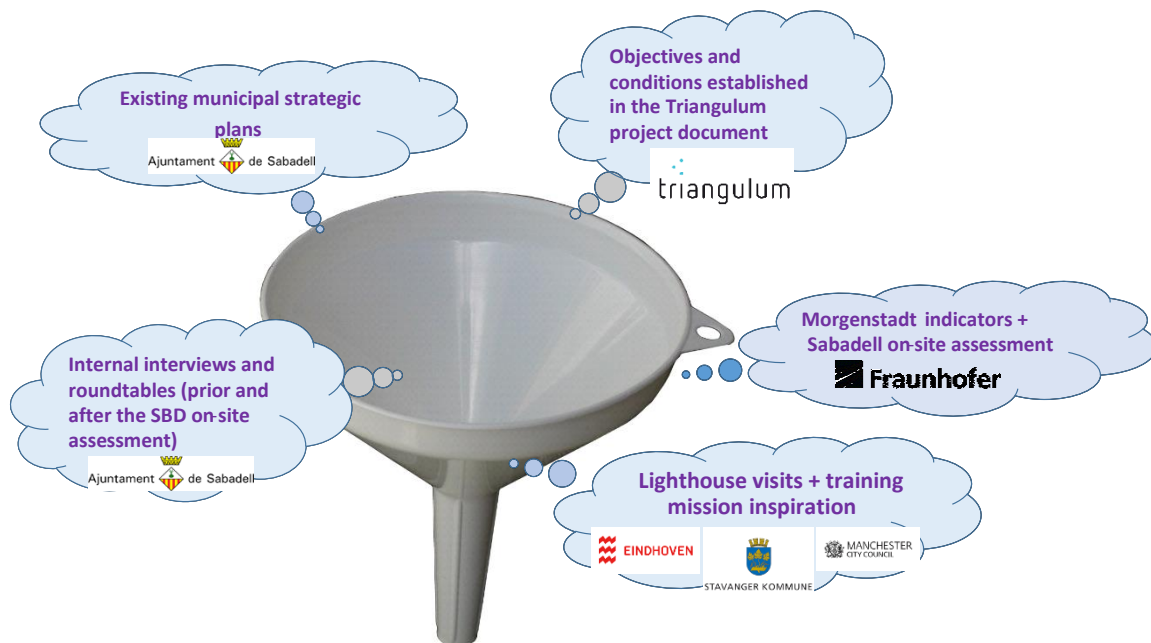 Existing municipal strategic
plans
Ajuntament de Sabadell
Objectives and
conditions established
in the Triangulum
project document
triangulum
Morgenstadt indicators +
Sabadell on-site assessment
Fraunhofer
Internal interviews and
roundtables (prior and
after the SBD on-site
assessment)
Ajuntament de Sabadell
Lighthouse visits + training
mission inspiration
EINDHOVEN
STAVANGER KOMMUNE
MANCHESTER
CITY COUNCIL